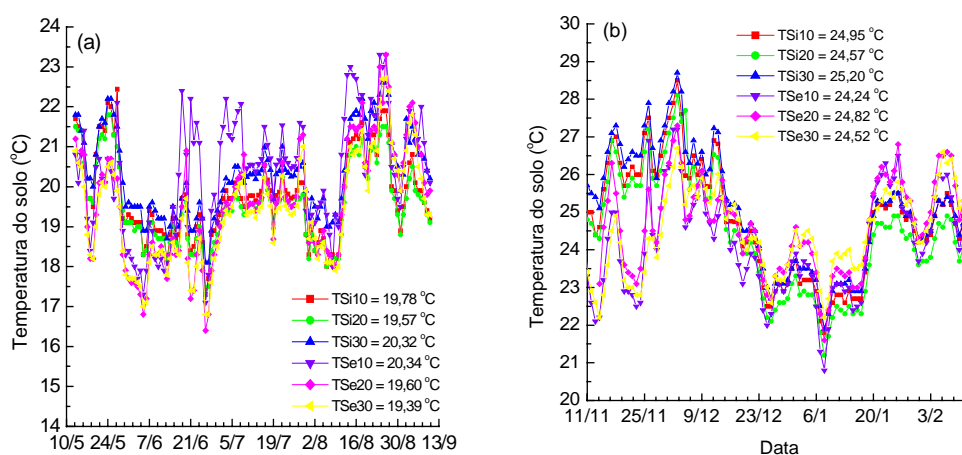 (a)
Temperatura do solo (°C)
24
23
22
21
20
19
18
17
16
15
14
TSi10 = 19,78 °C
TSi20 = 19,57 °C
TSi30 = 20,32 °C
TSe10 = 20,34 °C
TSe20 = 19,60 °C
TSe30 = 19,39 °C
10/5 24/5 7/6 21/6 5/7 19/7 2/8 16/8 30/8 13/9
(b)
Temperatura do solo (°C)
30
29
28
27
26
25
24
23
22
21
20
TSi10 = 24,95 °C
TSi20 = 24,57 °C
TSi30 = 25,20 °C
TSe10 = 24,24 °C
TSe20 = 24,82 °C
TSe30 = 24,52 °C
11/11 25/11 9/12 23/12 6/1 20/1 3/2
Data